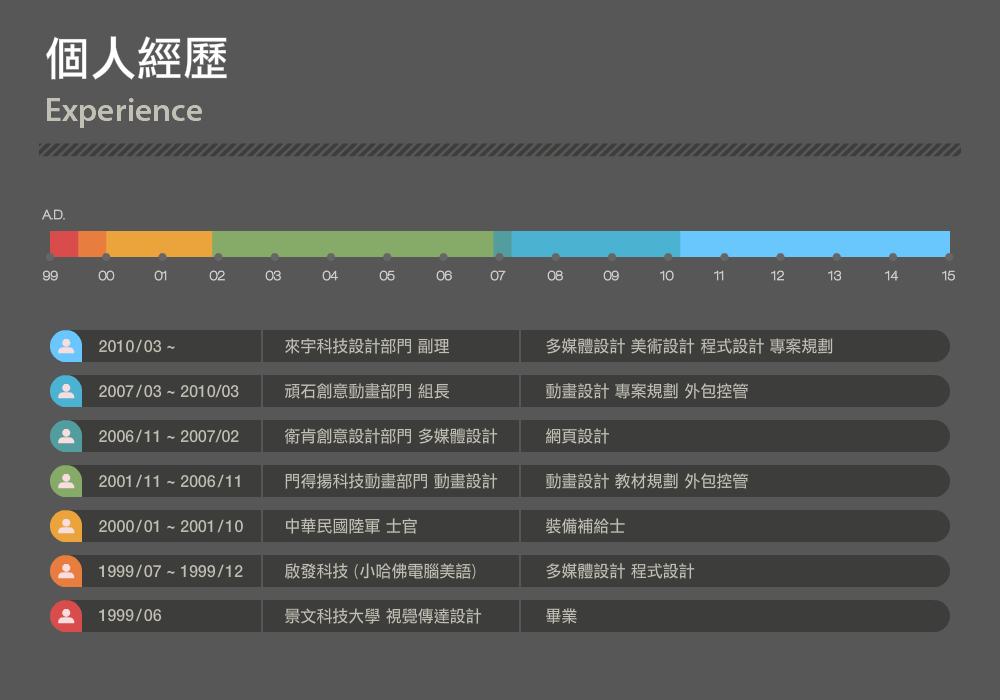 個人經歷
Experience
A.D.
99 00 01 02 03 04 05 06 07 08 09 10 11 12 13 14 15
2010/03 ~ 來宇科技設計部門 副理 多媒體設計 美術設計 程式設計 專案規劃
2007/03 ~ 2010/03 頑石創意動畫部門 組長 動畫設計 專案規劃 外包控管
2006/11 ~ 2007/02 衛肯創意設計部門 多媒體設計 網頁設計
2001/11 ~ 2006/11 門得揚科技動畫部門 動畫設計 動畫設計 教材規劃 外包控管
2000/01 ~ 2001/10 中華民國陸軍 士官 裝備補給士
1999/07 ~ 1999/12 啟發科技 (小哈佛電腦美語) 多媒體設計 程式設計
1999/06 景文科技大學 視覺傳達設計 畢業